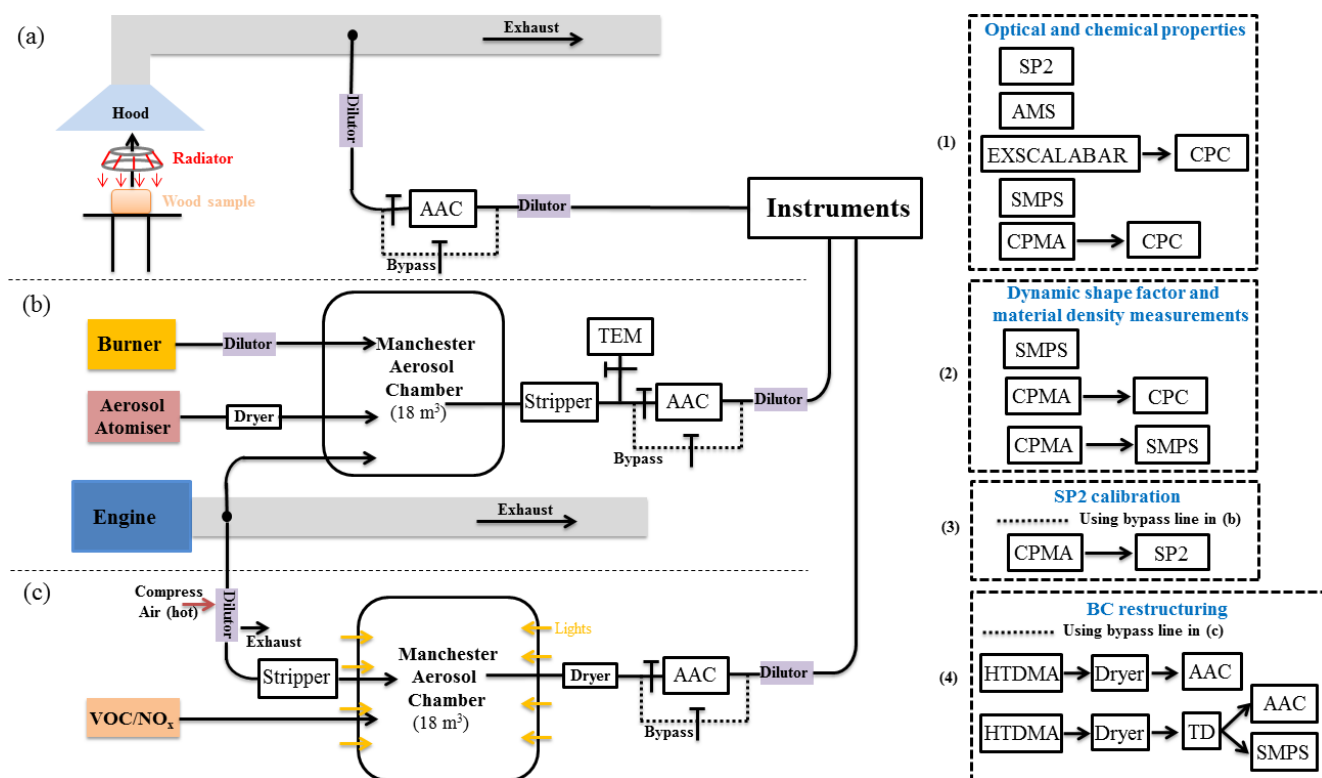 (a)
Exhaust
Hood
Dilutor
Radiator
Wood sample
AAC
Dilutor
Bypass
Instruments
(b)
Burner
Dilutor
Aerosol
Atomiser
Dryer
Manchester
Aerosol
Chamber
(18 m³)
Stripper
TEM
AAC
Dilutor
Bypass
Engine
Exhaust
(c)
Compress
Air (hot)
Dilutor
Exhaust
Stripper
VOC/NOₓ
Lights
Manchester
Aerosol
Chamber
(18 m³)
Dryer
AAC
Dilutor
Bypass
(1)
Optical and chemical properties
SP2
AMS
EXSCALABAR
CPC
SMPS
CPMA
CPC
(2)
Dynamic shape factor and
material density measurements
SMPS
CPMA
CPC
CPMA
SMPS
(3)
SP2 calibration
Using bypass line in (b)
CPMA
SP2
(4)
BC restructuring
Using bypass line in (c)
HTDMA
Dryer
AAC
HTDMA
Dryer
TD
AAC
SMPS